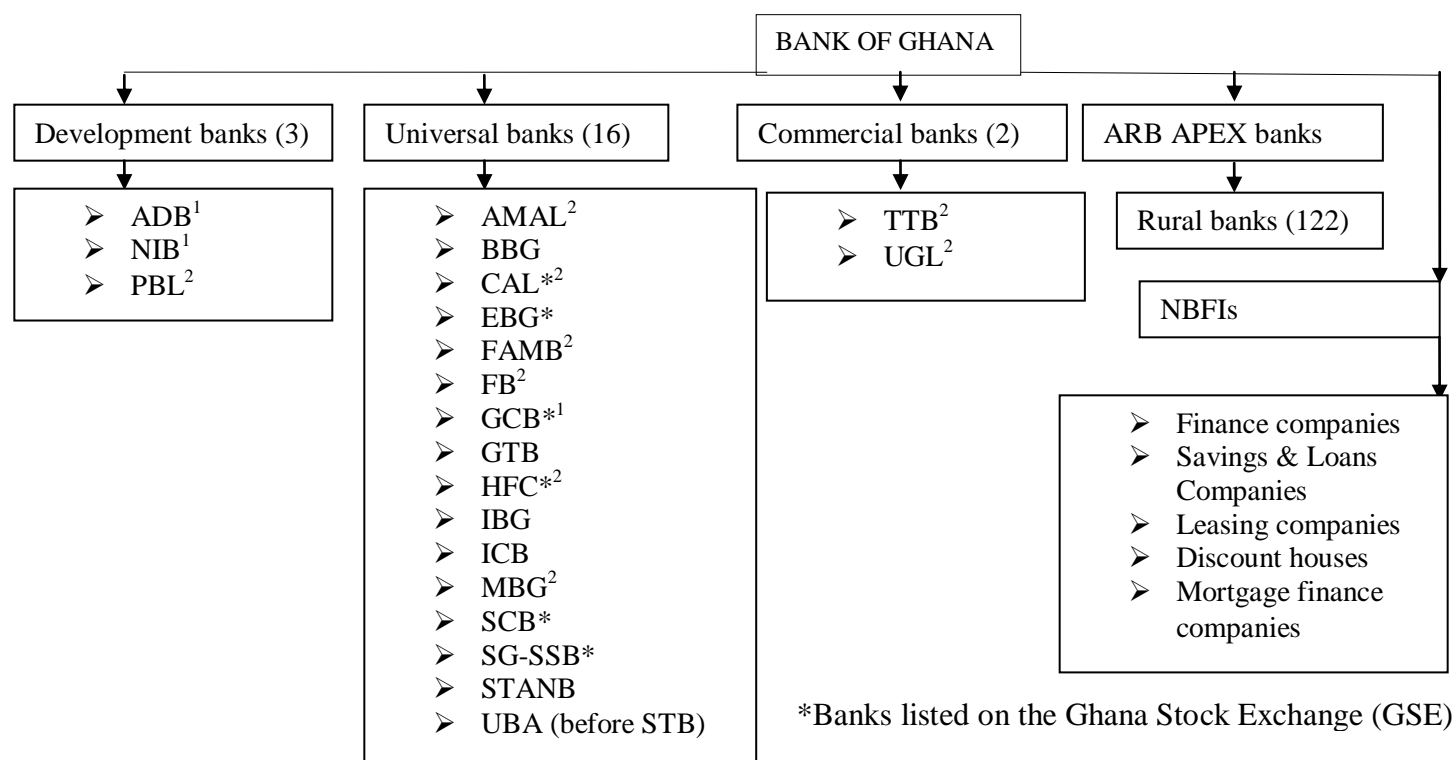 BANK OF GHANA
Development banks (3)
Universal banks (16)
Commercial banks (2)
ARB APEX banks
➢ ADB¹
➢ NIB¹
➢ PBL²
➢ AMAL²
➢ BBG
➢ CAL*²
➢ EBG*
➢ FAMB²
➢ FB²
➢ GCB*¹
➢ GTB
➢ HFC*²
➢ IBG
➢ ICB
➢ MBG²
➢ SCB*
➢ SG-SSB*
➢ STANB
➢ UBA (before STB)
➢ TTB²
➢ UGL²
Rural banks (122)
NBFIs
➢ Finance companies
➢ Savings & Loans
Companies
➢ Leasing companies
➢ Discount houses
➢ Mortgage finance
companies
*Banks listed on the Ghana Stock Exchange (GSE)